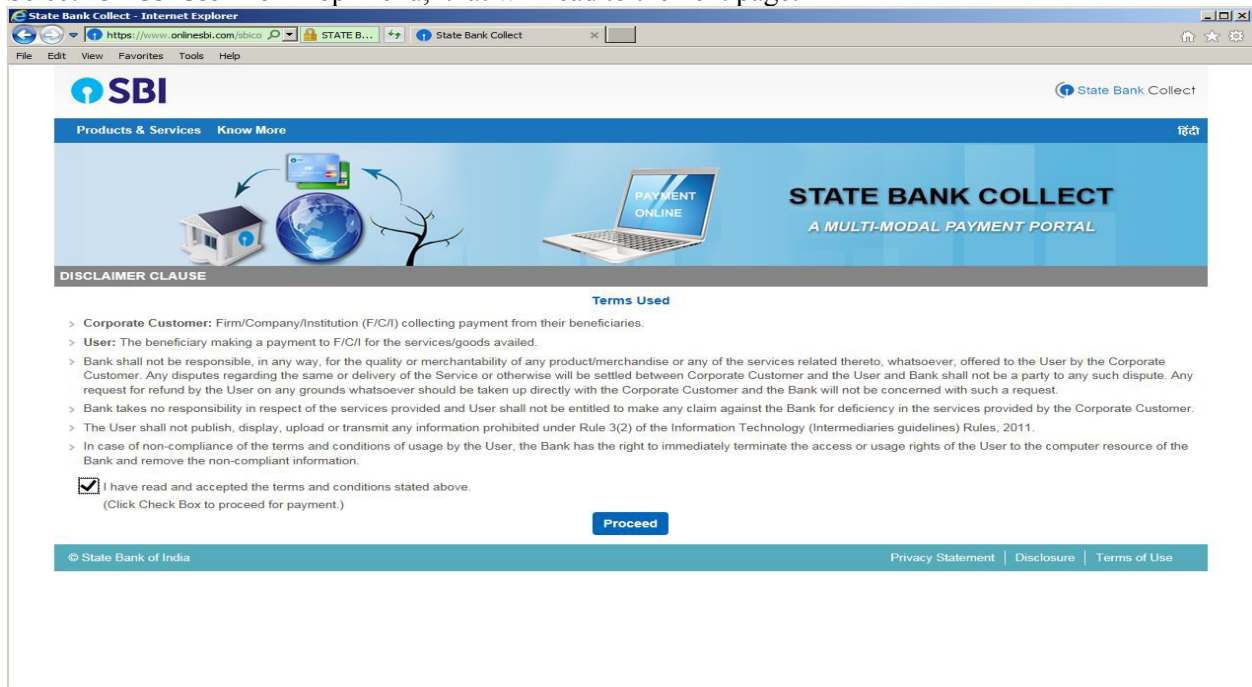 State Bank Collect - Internet Explorer
https://www.onlinesbi.com/sbico STATE B... State Bank Collect
File Edit View Favorites Tools Help
SBI State Bank Collect
Products & Services Know More हिंदी
PAYMENT
ONLINE
STATE BANK COLLECT
A MULTI-MODAL PAYMENT PORTAL
DISCLAIMER CLAUSE
Terms Used
> Corporate Customer: Firm/Company/Institution (F/C/I) collecting payment from their beneficiaries.
> User: The beneficiary making a payment to F/C/I for the services/goods availed.
> Bank shall not be responsible, in any way, for the quality or merchantability of any product/merchandise or any of the services related thereto, whatsoever, offered to the User by the Corporate
Customer. Any disputes regarding the same or delivery of the Service or otherwise will be settled between Corporate Customer and the User and Bank shall not be a party to any such dispute. Any
request for refund by the User on any grounds whatsoever should be taken up directly with the Corporate Customer and the Bank will not be concerned with such a request.
> Bank takes no responsibility in respect of the services provided and User shall not be entitled to make any claim against the Bank for deficiency in the services provided by the Corporate Customer.
> The User shall not publish, display, upload or transmit any information prohibited under Rule 3(2) of the Information Technology (Intermediaries guidelines) Rules, 2011.
> In case of non-compliance of the terms and conditions of usage by the User, the Bank has the right to immediately terminate the access or usage rights of the User to the computer resource of the
Bank and remove the non-compliant information.
I have read and accepted the terms and conditions stated above.
(Click Check Box to proceed for payment.)
Proceed
© State Bank of India Privacy Statement | Disclosure | Terms of Use